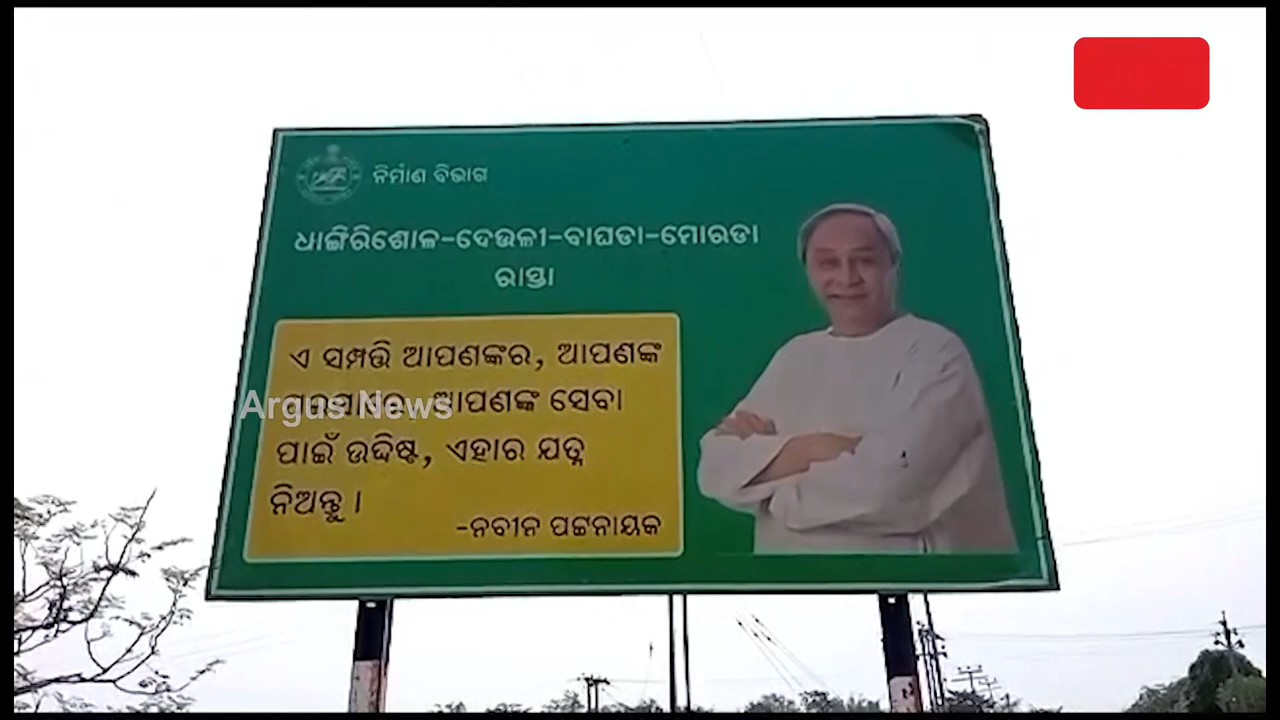 ନିର୍ମାଣ ବିଭାଗ
ଧାଙ୍ଗିରିଶୋଳ-ଦେଉଳୀ-ବାଘଡା-ମୋରଡା
ରାସ୍ତା
ଏ ସମ୍ପତ୍ତି ଆପଣଙ୍କର, ଆପଣଙ୍କ
ଆପଣଙ୍କ ସେବା
ପାଇଁ ଉଦ୍ଦିଷ୍ଟ, ଏହାର ଯତ୍ନ
ନିଅନ୍ତୁ ।
-ନବୀନ ପଟ୍ଟନାୟକ
Argus News